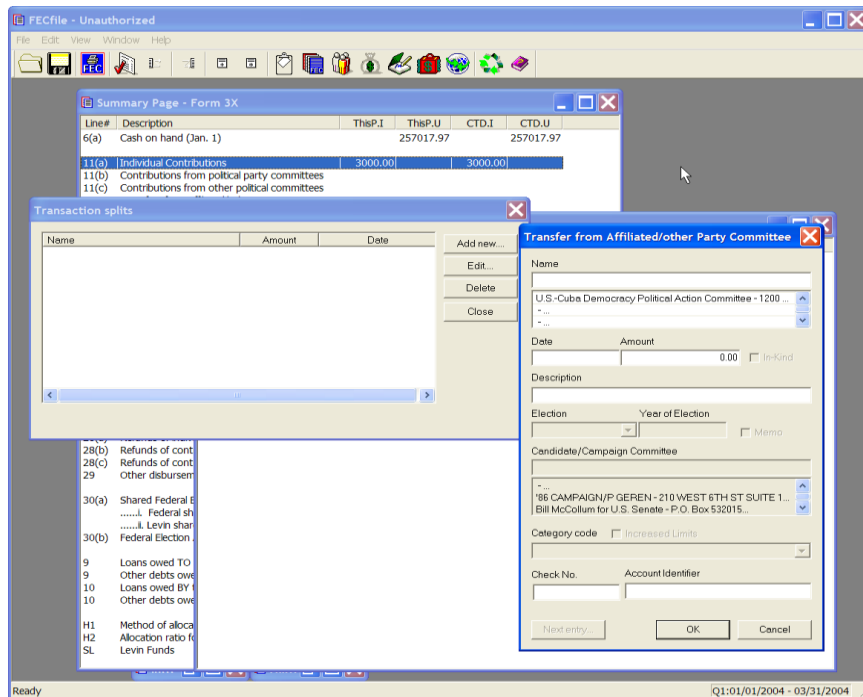 FECfile - Unauthorized
File Edit View Window Help
FEC
Summary Page - Form 3X
Line# Description ThisP.I ThisP.U CTD.I CTD.U
6(a) Cash on hand (Jan. 1) 257017.97 257017.97
11(a) Individual Contributions 3000.00 3000.00
11(b) Contributions from political party committees
11(c) Contributions from other political committees
Transaction splits
Name Amount Date
Add new....
Edit...
Delete
Close
Transfer from Affiliated/other Party Committee
Name
U.S.-Cuba Democracy Political Action Committee - 1200 ...
- ...
- ...
Date Amount
0.00 In-Kind
Description
Election Year of Election
Memo
Candidate/Campaign Committee
- ...
'86 CAMPAIGN/P GEREN - 210 WEST 6TH ST SUITE 1...
Bill McCollum for U.S. Senate - P.O. Box 532015...
Category code Increased Limits
Check No. Account Identifier
Next entry... OK Cancel
28(b) Refunds of cont
28(c) Refunds of cont
29 Other disbursem
30(a) Shared Federal E
......i. Federal sh
......ii. Levin shar
30(b) Federal Election
9 Loans owed TO
9 Other debts owe
10 Loans owed BY
10 Other debts owe
H1 Method of alloca
H2 Allocation ratio fo
SL Levin Funds
Ready Q1:01/01/2004 - 03/31/2004